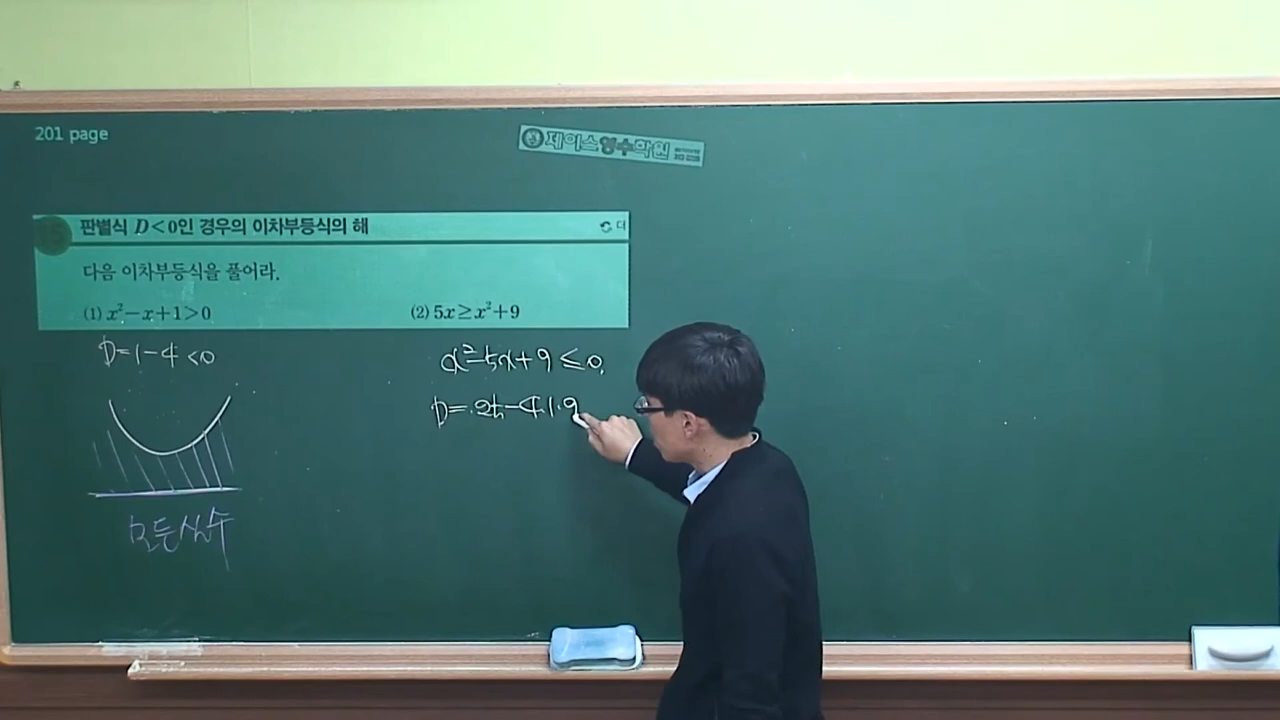 201 page
제이스영수학원
판별식 D<0인 경우의 이차부등식의 해
다음 이차부등식을 풀어라.
(1) x²-x+1>0
(2) 5x≥x²+9
D=1-4<0
모든실수
x²-5x+9≤0
D=25-4·1·9